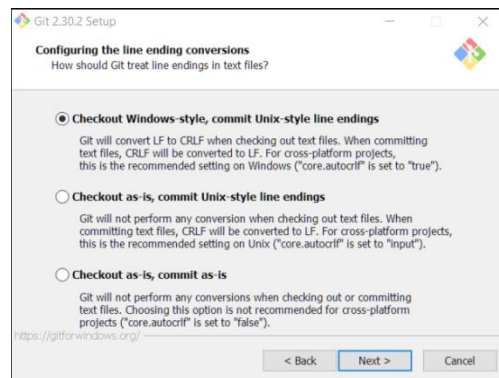 Git 2.30.2 Setup
Configuring the line ending conversions
How should Git treat line endings in text files?
Checkout Windows-style, commit Unix-style line endings
Git will convert LF to CRLF when checking out text files. When committing
text files, CRLF will be converted to LF. For cross-platform projects,
this is the recommended setting on Windows ("core.autocrlf" is set to "true").
Checkout as-is, commit Unix-style line endings
Git will not perform any conversion when checking out text files. When
committing text files, CRLF will be converted to LF. For cross-platform projects,
this is the recommended setting on Unix ("core.autocrlf" is set to "input").
Checkout as-is, commit as-is
Git will not perform any conversions when checking out or committing
text files. Choosing this option is not recommended for cross-platform
projects ("core.autocrlf" is set to "false").
https://gitforwindows.org/
< Back Next > Cancel